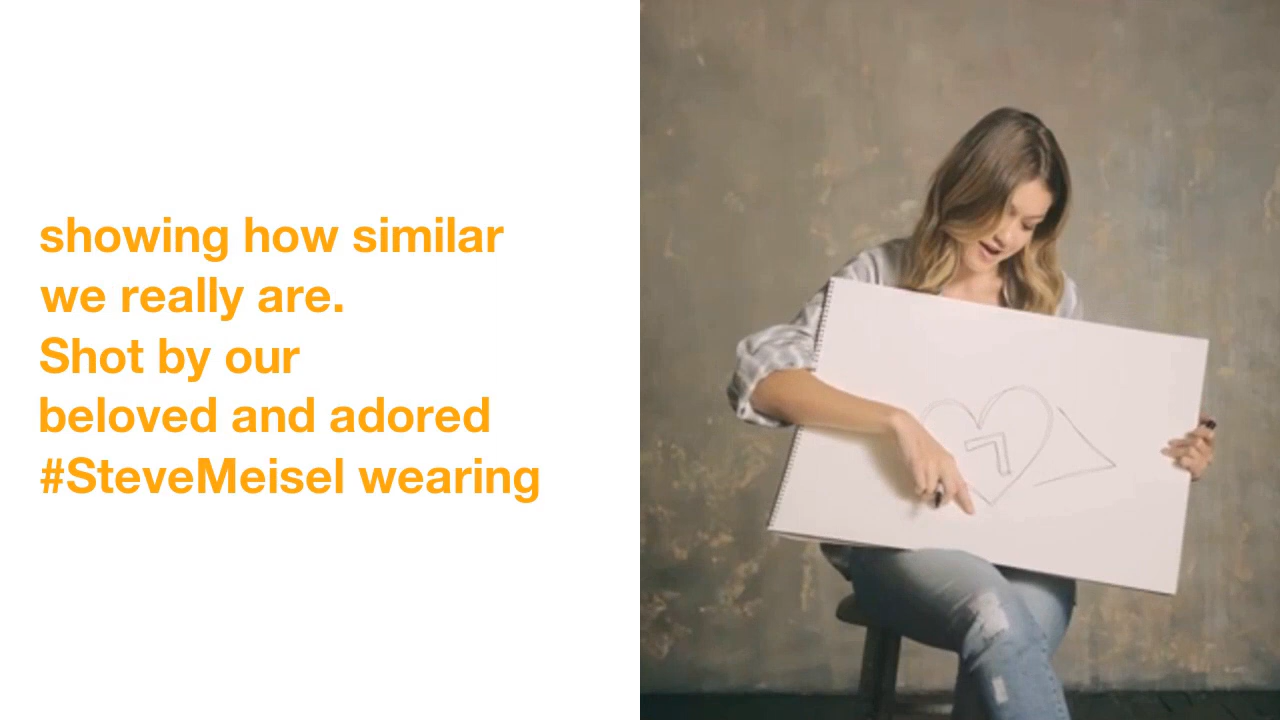 showing how similar
we really are.
Shot by our
beloved and adored
#SteveMeisel wearing